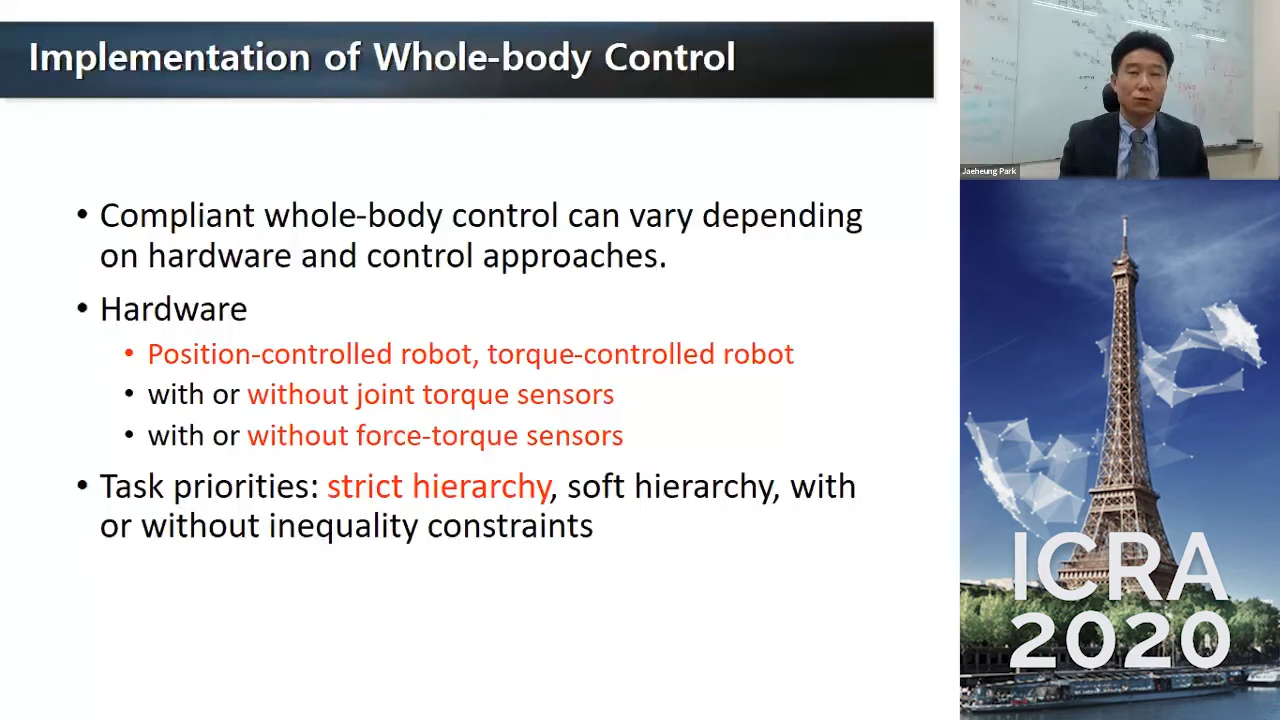 Implementation of Whole-body Control
• Compliant whole-body control can vary depending
on hardware and control approaches.
• Hardware
• Position-controlled robot, torque-controlled robot
• with or without joint torque sensors
• with or without force-torque sensors
• Task priorities: strict hierarchy, soft hierarchy, with
or without inequality constraints
Jaeheung Park
ICRA
2020